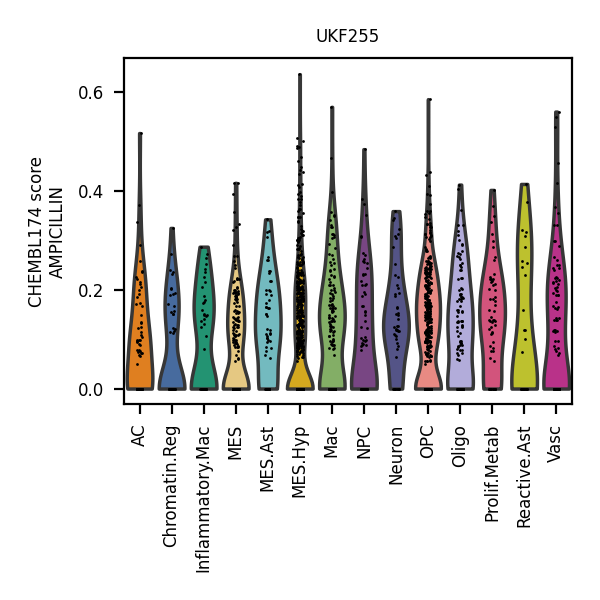 UKF255
CHEMBL174 score
AMPICILLIN
0.6
0.4
0.2
0.0
AC
Chromatin.Reg
Inflammatory.Mac
MES
MES.Ast
MES.Hyp
Mac
NPC
Neuron
OPC
Oligo
Prolif.Metab
Reactive.Ast
Vasc